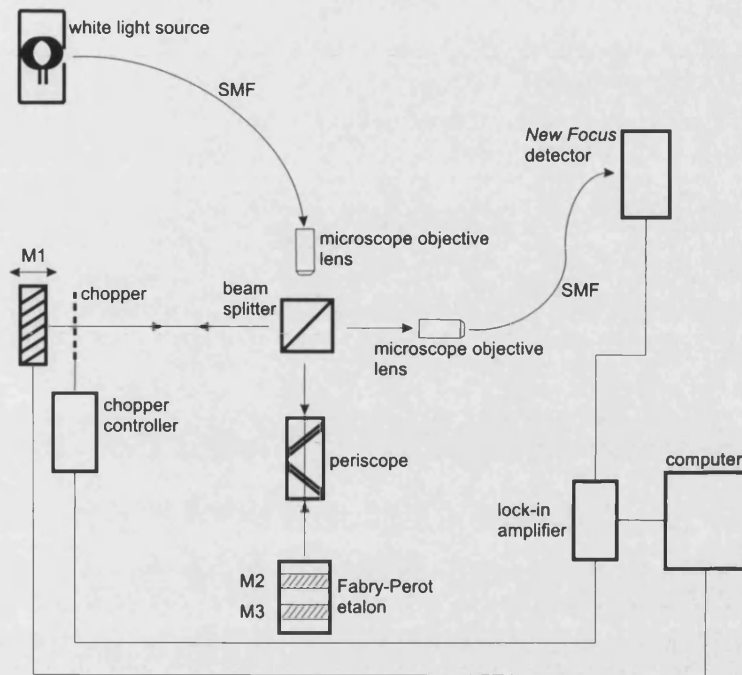 white light source
SMF
New Focus
detector
microscope objective
lens
M1
chopper
beam
splitter
SMF
microscope objective
lens
chopper
controller
periscope
computer
lock-in
amplifier
M2
Fabry-Perot
etalon
M3